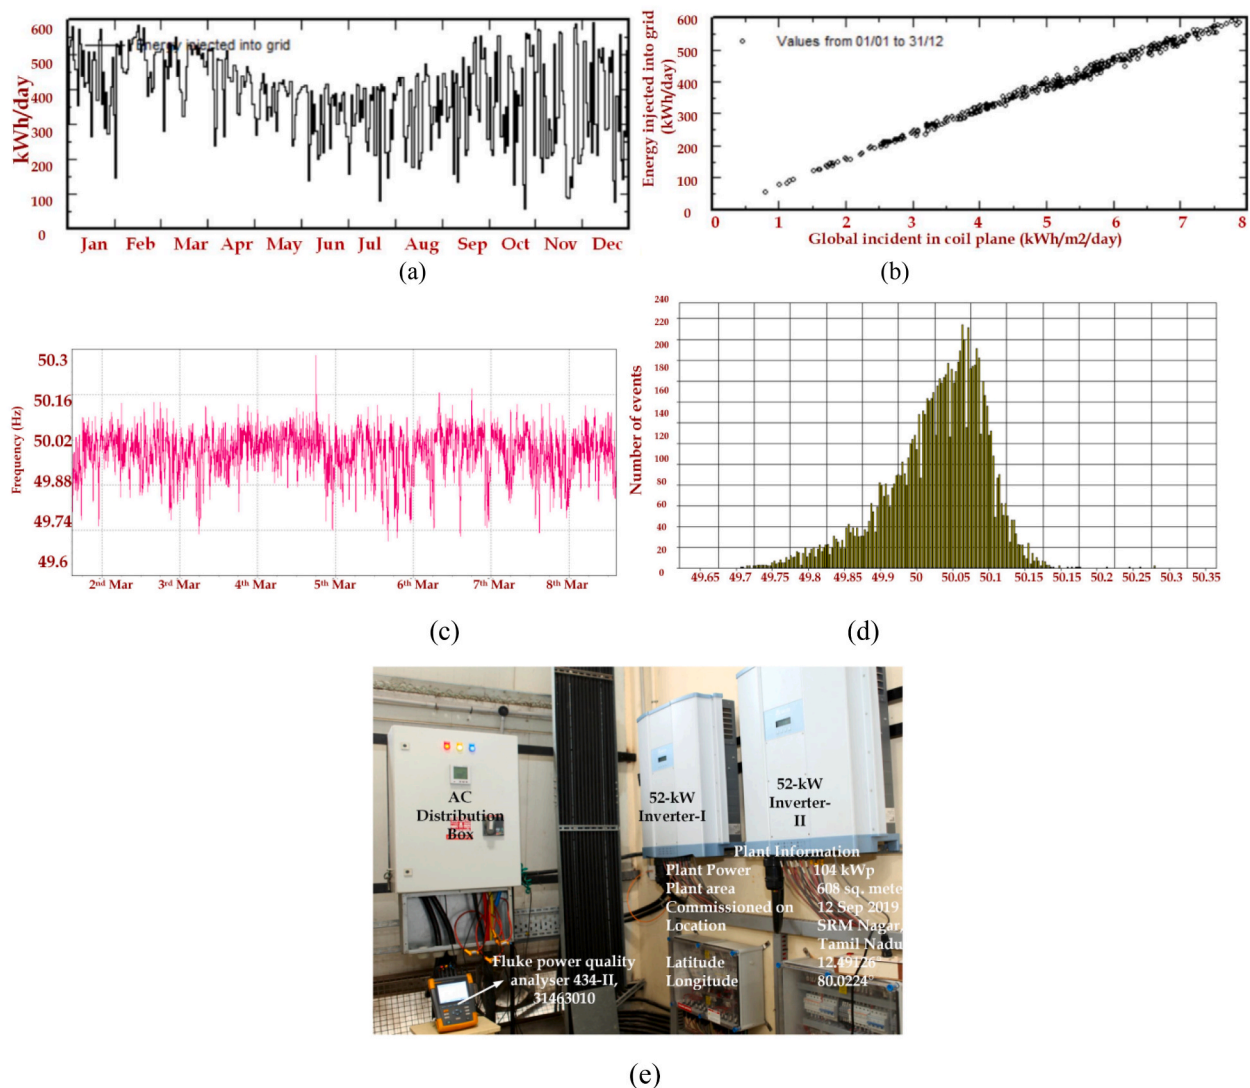 600
500
400
300
200
100
0
kWh/day
Energy injected into grid
Jan Feb Mar Apr May Jun Jul Aug Sep Oct Nov Dec
(a)
600
500
400
300
200
100
0
Energy injected into grid
(kWh/day)
Values from 01/01 to 31/12
0 1 2 3 4 5 6 7 8
Global incident in coil plane (kWh/m2/day)
(b)
50.3
50.16
50.02
49.88
49.74
49.6
Frequency (Hz)
2nd Mar 3rd Mar 4th Mar 5th Mar 6th Mar 7th Mar 8th Mar
(c)
240
220
200
180
160
140
120
100
80
60
40
20
0
Number of events
49.65 49.7 49.75 49.8 49.85 49.9 50 50.05 50.1 50.15 50.15 50.2 50.25 50.35
(d)
AC
Distribution
Box
52-kW
Inverter-I
52-kW
Inverter-
II
Plant Information
Plant Power 104 kWp
Plant area 608 sq. mete
Commissioned on 12 Sep 2019
Location SRM Nagar,
Tamil Nadu
Latitude 12.49126°
Longitude 80.0224°
Fluke power quality
analyser 434-II,
31463010
(e)